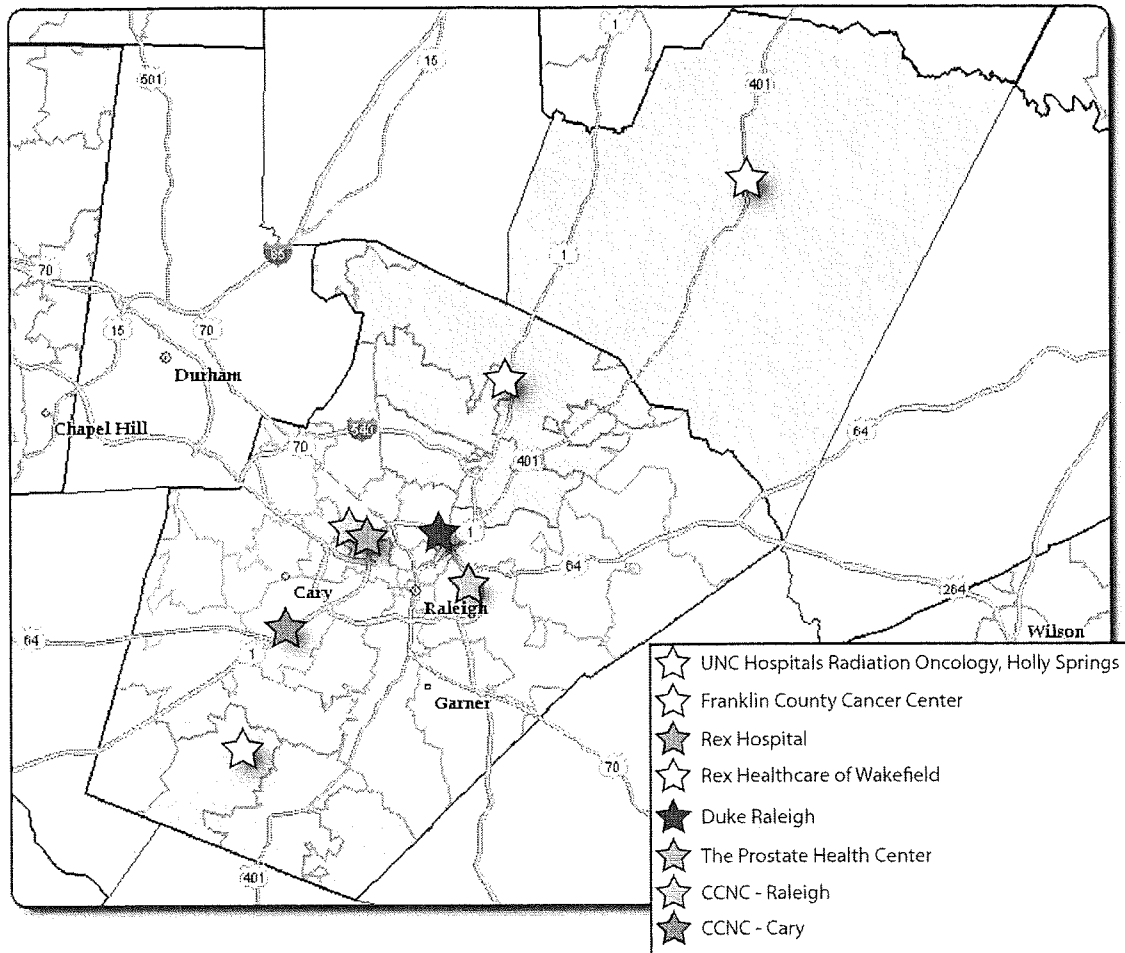 1
15
501
401
70
85
1
15
70
Durham
Chapel Hill
70
401
64
1
64
Cary
Raleigh
264
64
Wilson
1
Garner
70
401
UNC Hospitals Radiation Oncology, Holly Springs
Franklin County Cancer Center
Rex Hospital
Rex Healthcare of Wakefield
Duke Raleigh
The Prostate Health Center
CCNC - Raleigh
CCNC - Cary